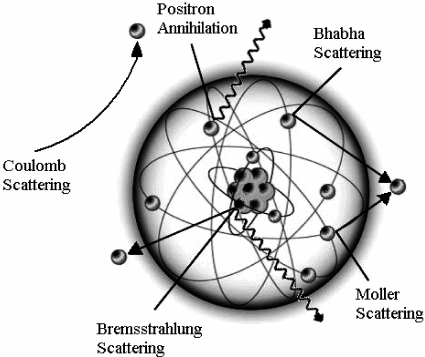 Positron
Annihilation
Bhabha
Scattering
Coulomb
Scattering
Moller
Scattering
Bremsstrahlung
Scattering